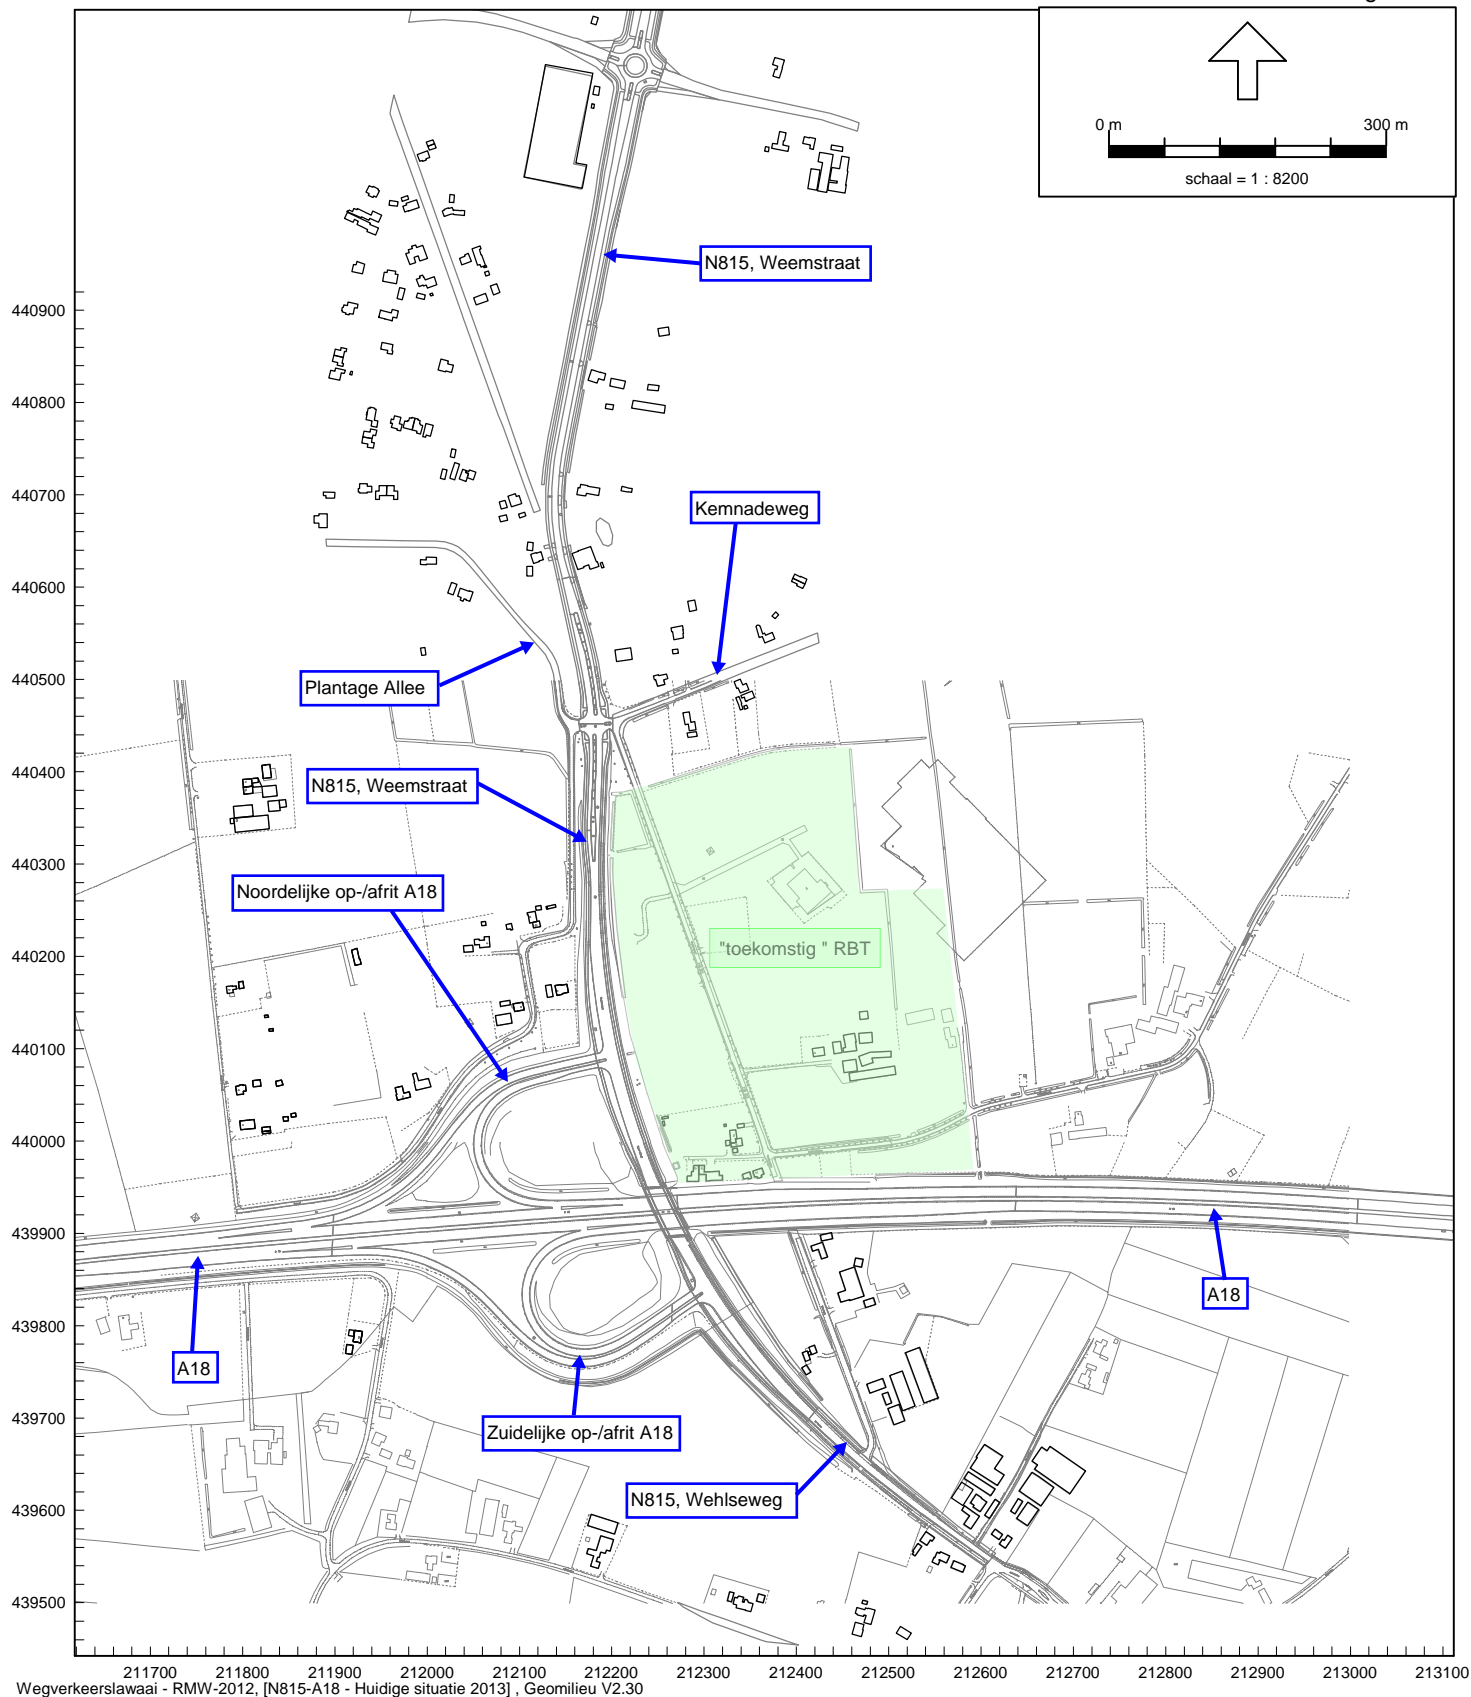 g
0 m 300 m
schaal = 1 : 8200
N815, Weemstraat
440900
440800
440700
Kemnadeweg
440600
Plantage Allee
440500
440400
N815, Weemstraat
440300
Noordelijke op-/afrit A18
440200
"toekomstig " RBT
440100
440000
439900
A18
439800
A18
439700
Zuidelijke op-/afrit A18
N815, Wehlseweg
439600
439500
211700 211800 211900 212000 212100 212200 212300 212400 212500 212600 212700 212800 212900 213000 213100
Wegverkeerslawaai - RMW-2012, [N815-A18 - Huidige situatie 2013] , Geomilieu V2.30